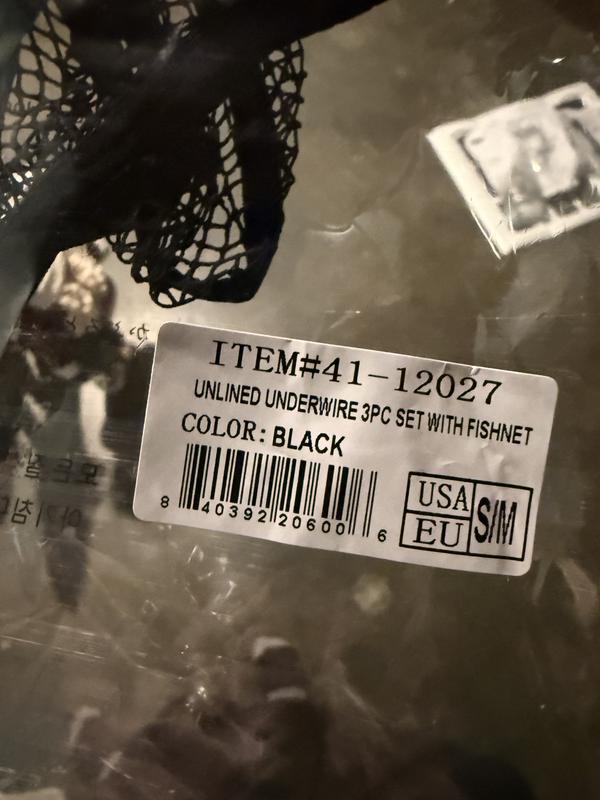 ITEM#41-12027
UNLINED UNDERWIRE 3PC SET WITH FISHNET
COLOR: BLACK
8 40392 20600 6
USA
EU
S/M